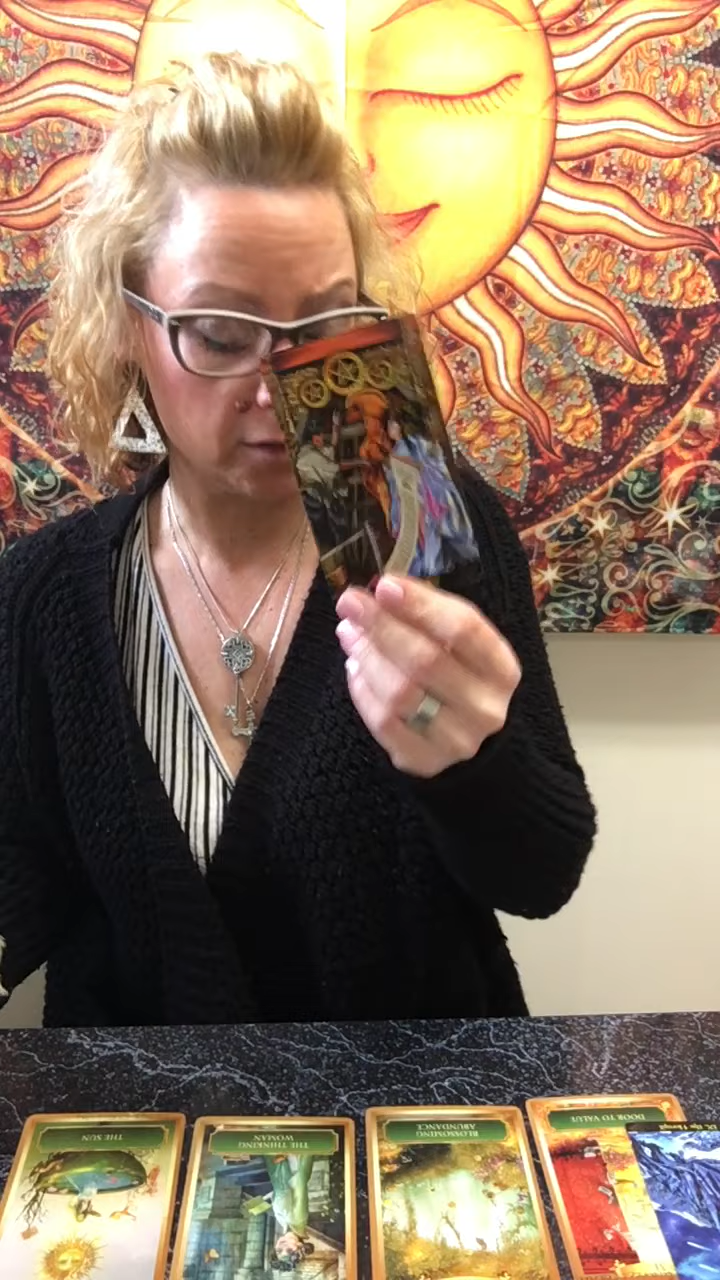 THE SUN
THE THINKING
WOMAN
BLOSSOMING
ABUNDANCE
DOOR TO VALUE